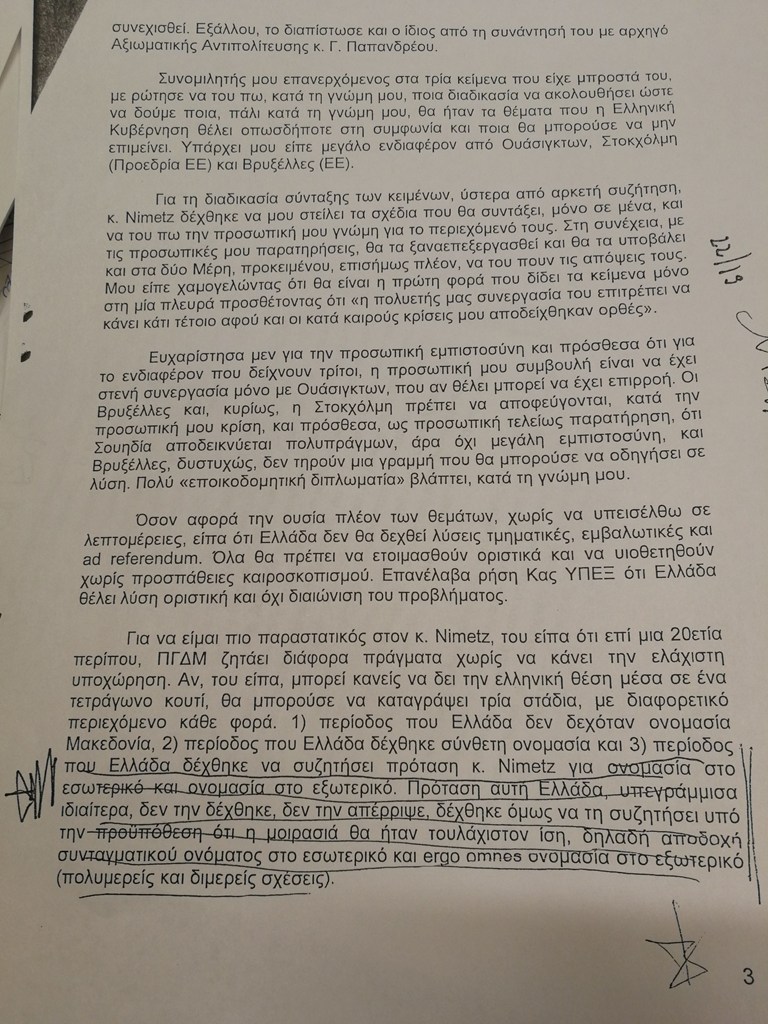 συνεχισθεί. Εξάλλου, το διαπίστωσε και ο ίδιος από τη συνάντησή του με αρχηγό
Αξιωματικής Αντιπολίτευσης κ. Γ. Παπανδρέου.
Συνομιλητής μου επανερχόμενος στα τρία κείμενα που είχε μπροστά του,
με ρώτησε να του πω, κατά τη γνώμη μου, ποια διαδικασία να ακολουθήσει ώστε
να δούμε ποια, πάλι κατά τη γνώμη μου, θα ήταν τα θέματα που η Ελληνική
Κυβέρνηση θέλει οπωσδήποτε στη συμφωνία και ποια θα μπορούσε να μην
επιμείνει. Υπάρχει μου είπε μεγάλο ενδιαφέρον από Ουάσιγκτων, Στοκχόλμη
(Προεδρία ΕΕ) και Βρυξέλλες (ΕΕ).
Για τη διαδικασία σύνταξης των κειμένων, ύστερα από αρκετή συζήτηση,
κ. Nimetz δέχθηκε να μου στείλει τα σχέδια που θα συντάξει, μόνο σε μένα, και
να του πω την προσωπική μου γνώμη για το περιεχόμενό τους. Στη συνέχεια, με
τις προσωπικές μου παρατηρήσεις, θα τα ξαναεπεξεργασθεί και θα τα υποβάλει
και στα δύο Μέρη, προκειμένου, επισήμως πλέον, να του πουν τις απόψεις τους.
Μου είπε χαμογελώντας ότι θα είναι η πρώτη φορά που δίδει τα κείμενα μόνο
στη μία πλευρά προσθέτοντας ότι «η πολυετής μας συνεργασία του επιτρέπει να
κάνει κάτι τέτοιο αφού και οι κατά καιρούς κρίσεις μου αποδείχθηκαν ορθές».
Ευχαρίστησα μεν για την προσωπική εμπιστοσύνη και πρόσθεσα ότι για
το ενδιαφέρον που δείχνουν τρίτοι, η προσωπική μου συμβουλή είναι να έχει
στενή συνεργασία μόνο με Ουάσιγκτων, που αν θέλει μπορεί να έχει επιρροή. Οι
Βρυξέλλες και, κυρίως, η Στοκχόλμη πρέπει να αποφεύγονται, κατά την
προσωπική μου κρίση, και πρόσθεσα, ως προσωπική τελείως παρατήρηση, ότι
Σουηδία αποδεικνύεται πολυπράγμων, άρα όχι μεγάλη εμπιστοσύνη, και
Βρυξέλλες, δυστυχώς, δεν τηρούν μια γραμμή που θα μπορούσε να οδηγήσει σε
λύση. Πολύ «εποικοδομητική διπλωματία» βλάπτει, κατά τη γνώμη μου.
Όσον αφορά την ουσία πλέον των θεμάτων, χωρίς να υπεισέλθω σε
λεπτομέρειες, είπα ότι Ελλάδα δεν θα δεχθεί λύσεις τμηματικές, εμβαλωτικές και
ad referendum. Όλα θα πρέπει να ετοιμασθούν οριστικά και να υιοθετηθούν
χωρίς προσπάθειες καιροσκοπισμού. Επανέλαβα ρήση Κας ΥΠΕΞ ότι Ελλάδα
θέλει λύση οριστική και όχι διαιώνιση του προβλήματος.
Για να είμαι πιο παραστατικός στον κ. Nimetz, του είπα ότι επί μια 20ετία
περίπου, ΠΓΔΜ ζητάει διάφορα πράγματα χωρίς να κάνει την ελάχιστη
υποχώρηση. Αν, του είπα, μπορεί κανείς να δει την ελληνική θέση μέσα σε ένα
τετράγωνο κουτί, θα μπορούσε να καταγράψει τρία στάδια, με διαφορετικό
περιεχόμενο κάθε φορά. 1) περίοδος που Ελλάδα δεν δεχόταν ονομασία
Μακεδονία, 2) περίοδος που Ελλάδα δέχθηκε σύνθετη ονομασία και 3) περίοδος
που Ελλάδα δέχθηκε να συζητήσει πρόταση κ. Nimetz για ονομασία στο
εσωτερικό και ονομασία στο εξωτερικό. Πρόταση αυτή Ελλάδα, υπεγράμμισα
ιδιαίτερα, δεν την δέχθηκε, δεν την απέρριψε, δέχθηκε όμως να τη συζητήσει υπό
την προϋπόθεση ότι η μοιρασιά θα ήταν τουλάχιστον ίση, δηλαδή αποδοχή
συνταγματικού ονόματος στο εσωτερικό και ergo omnes ονομασία στο εξωτερικό
(πολυμερείς και διμερείς σχέσεις).
22/19
3